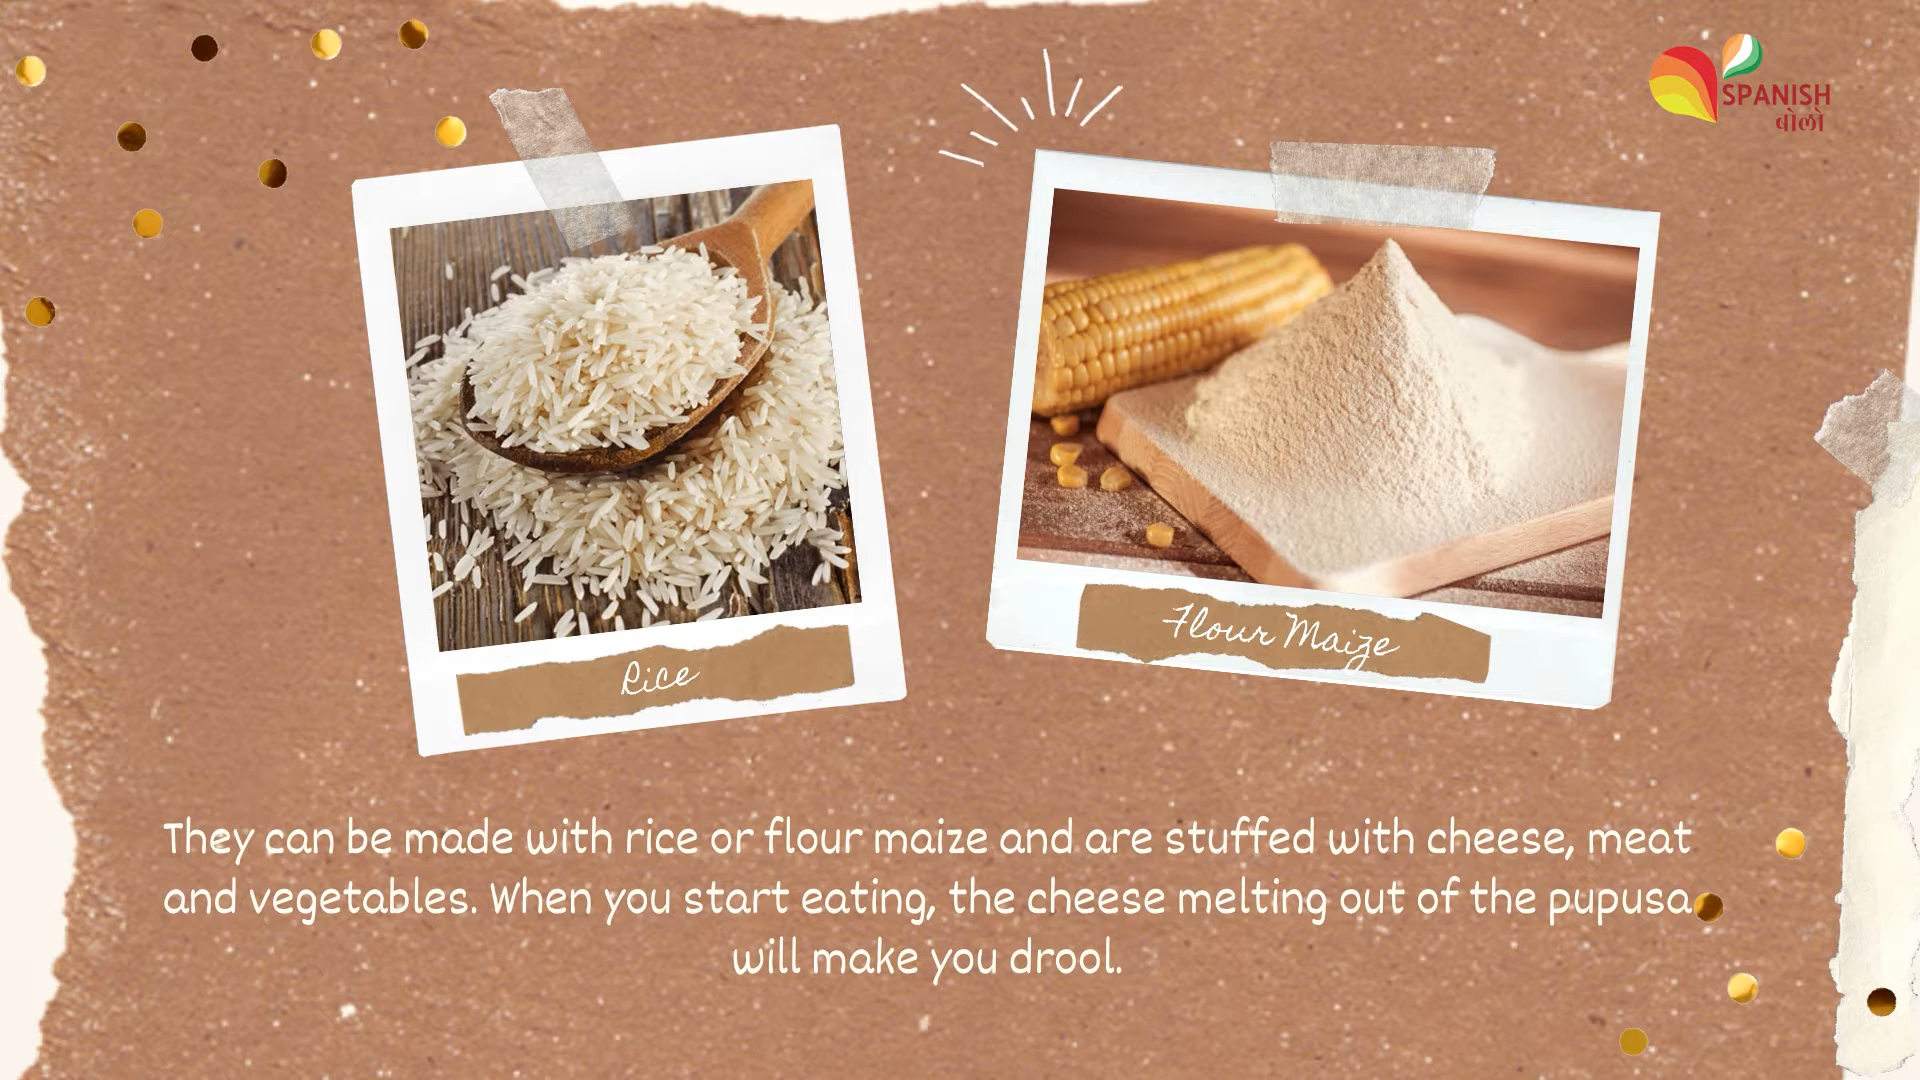 SPANISH
बोलो
Rice
Flour Maize
They can be made with rice or flour maize and are stuffed with cheese, meat
and vegetables. When you start eating, the cheese melting out of the pupusa
will make you drool.